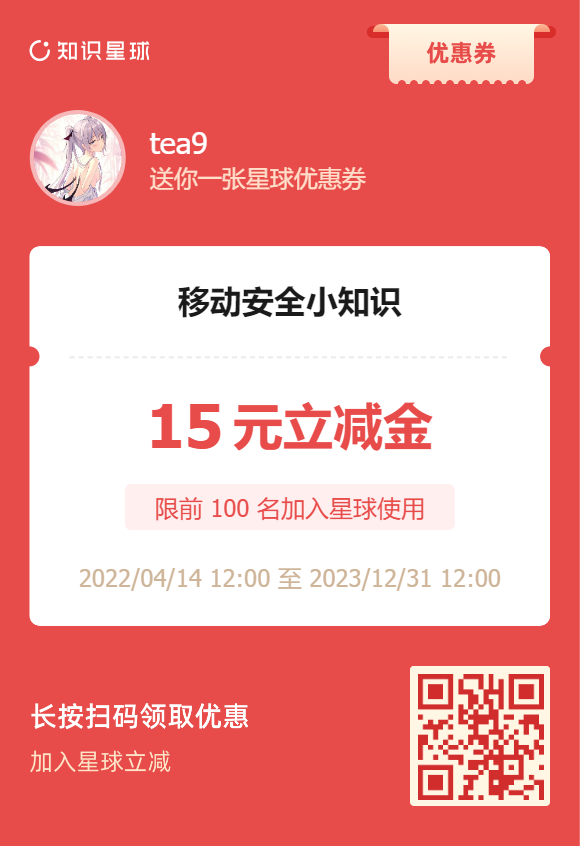 知识星球
优惠券
tea9
送你一张星球优惠券
移动安全小知识
15元立减金
限前 100 名加入星球使用
2022/04/14 12:00 至 2023/12/31 12:00
长按扫码领取优惠
加入星球立减